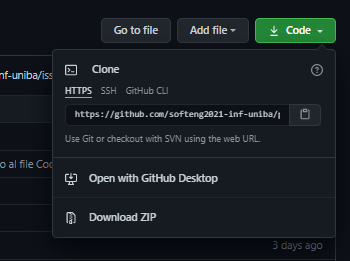 Go to file
Add file
Code
Clone
nf-uniba/iss
HTTPS
SSH
GitHub CLI
https://github.com/softeng2021-inf-uniba/
Use Git or checkout with SVN using the web URL.
o al file Coo
Open with GitHub Desktop
Download ZIP
3 days ago